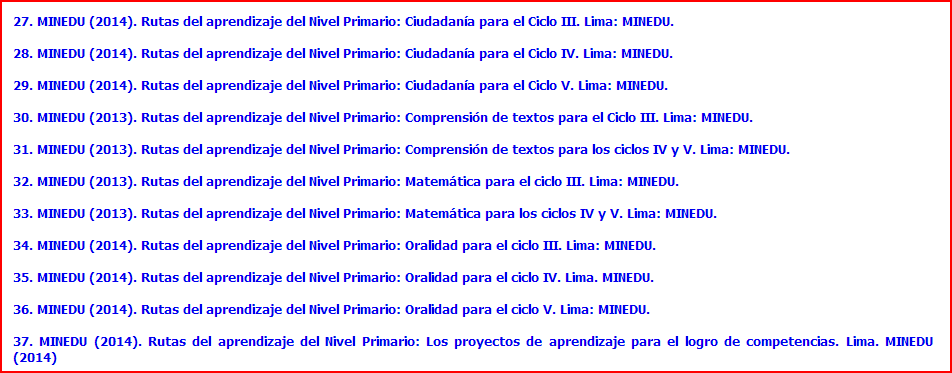 27. MINEDU (2014). Rutas del aprendizaje del Nivel Primario: Ciudadanía para el Ciclo III. Lima: MINEDU.
28. MINEDU (2014). Rutas del aprendizaje del Nivel Primario: Ciudadanía para el Ciclo IV. Lima: MINEDU.
29. MINEDU (2014). Rutas del aprendizaje del Nivel Primario: Ciudadanía para el Ciclo V. Lima: MINEDU.
30. MINEDU (2013). Rutas del aprendizaje del Nivel Primario: Comprensión de textos para el Ciclo III. Lima: MINEDU.
31. MINEDU (2013). Rutas del aprendizaje del Nivel Primario: Comprensión de textos para los ciclos IV y V. Lima: MINEDU.
32. MINEDU (2013). Rutas del aprendizaje del Nivel Primario: Matemática para el ciclo III. Lima: MINEDU.
33. MINEDU (2013). Rutas del aprendizaje del Nivel Primario: Matemática para los ciclos IV y V. Lima: MINEDU.
34. MINEDU (2014). Rutas del aprendizaje del Nivel Primario: Oralidad para el ciclo III. Lima: MINEDU.
35. MINEDU (2014). Rutas del aprendizaje del Nivel Primario: Oralidad para el ciclo IV. Lima. MINEDU.
36. MINEDU (2014). Rutas del aprendizaje del Nivel Primario: Oralidad para el ciclo V. Lima: MINEDU.
37. MINEDU (2014). Rutas del aprendizaje del Nivel Primario: Los proyectos de aprendizaje para el logro de competencias. Lima. MINEDU
(2014)